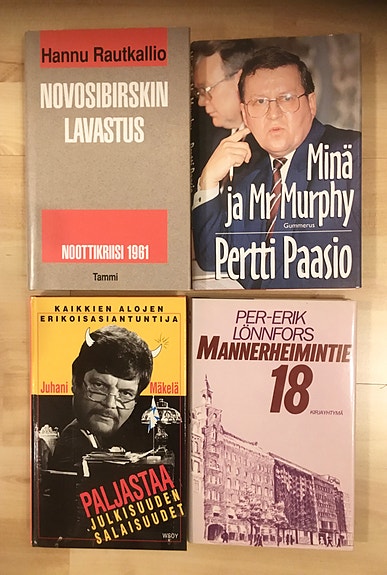 Hannu Rautkallio
NOVOSIBIRSKIN
LAVASTUS
NOOTTIKRIISI 1961
Tammi
Minä
ja Mr Murphy
Gummerus
Pertti Paasio
KAIKKIEN ALOJEN
ERIKOISASIANTUNTIJA
Juhani Mäkelä
PALJASTAA
JULKISUUDEN
SALAISUUDET
WSOY
PER-ERIK
LÖNNFORS
MANNERHEIMINTIE
18
KIRJAYHTYMÄ